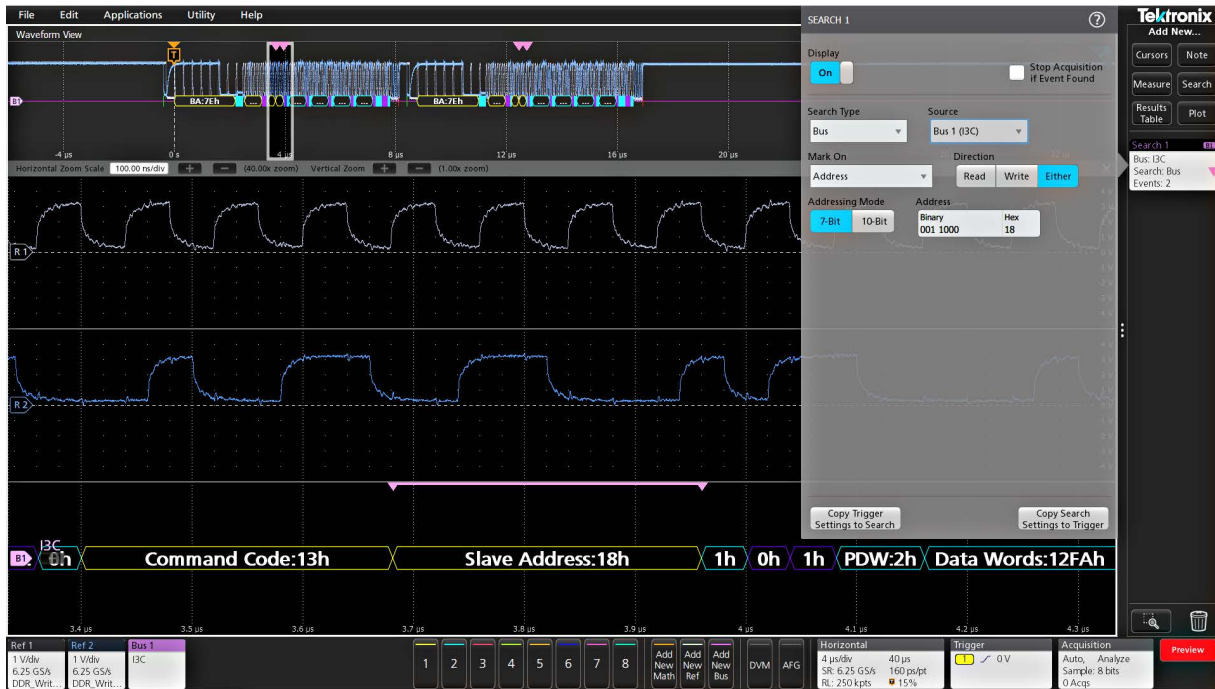 File Edit Applications Utility Help
Waveform View
T
B1
BA:7Eh ... ... ... ... ... BA:7Eh ... ... ... ... ...
-4 µs 0 s 4 µs 8 µs 12 µs 16 µs 20 µs
Horizontal Zoom Scale 100.00 ns/div + − (40.00x zoom) Vertical Zoom + − (1.00x zoom)
R 1
R 2
I3C
B1 0h Command Code:13h Slave Address:18h 1h 0h 1h PDW:2h Data Words:12FAh
3.4 µs 3.5 µs 3.6 µs 3.7 µs 3.8 µs 3.9 µs 4 µs 4.1 µs 4.2 µs 4.3 µs
SEARCH 1 ?
Display
On
Stop Acquisition
if Event Found
Search Type Source
Bus Bus 1 (I3C)
Mark On Direction
Address Read Write Either
Addressing Mode Address
7-Bit 10-Bit
Binary Hex
001 1000 18
Copy Trigger
Settings to Search
Copy Search
Settings to Trigger
Tektronix
Add New...
Cursors Note
Measure Search
Results
Table
Plot
Search 1 B1
Bus: I3C
Search: Bus
Events: 2
Ref 1
1 V/div
6.25 GS/s
DDR_Writ...
Ref 2
1 V/div
6.25 GS/s
DDR_Writ...
Bus 1
I3C
1 2 3 4 5 6 7 8
Add
New
Math
Add
New
Ref
Add
New
Bus
DVM AFG
Horizontal
4 µs/div 40 µs
SR: 6.25 GS/s 160 ps/pt
RL: 250 kpts 15%
Trigger
1 0 V
Acquisition
Auto, Analyze
Sample: 8 bits
0 Acqs
Preview